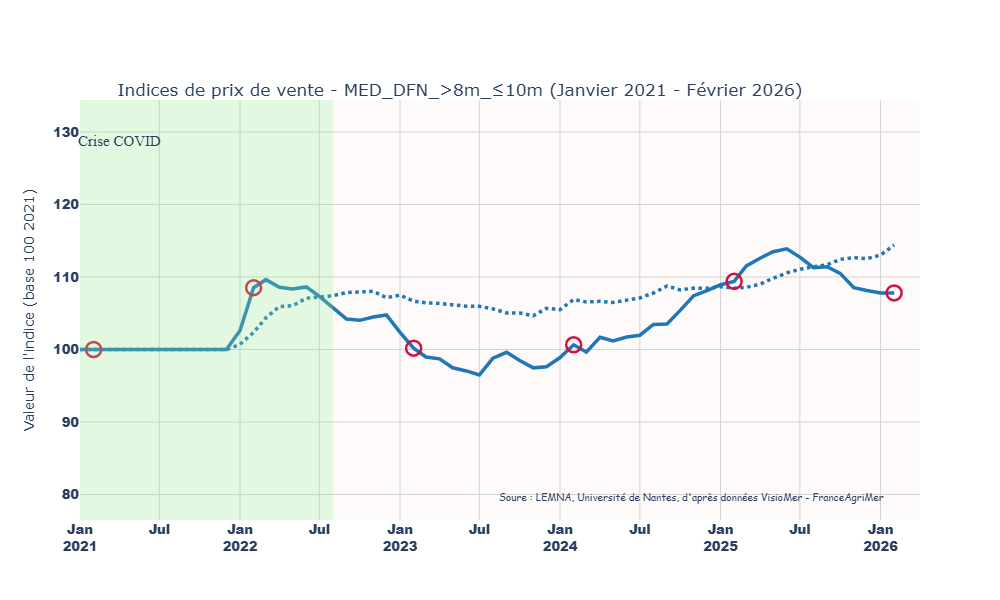 Indices de prix de vente - MED_DFN_>8m_≤10m (Janvier 2021 - Février 2026)
Valeur de l'indice (base 100 2021)
130
Crise COVID
120
110
100
90
80
Soure : LEMNA, Université de Nantes, d'après données VisioMer - FranceAgriMer
Jan Jul Jan Jul Jan Jul Jan Jul Jan Jul Jan
2021 2022 2023 2024 2025 2026